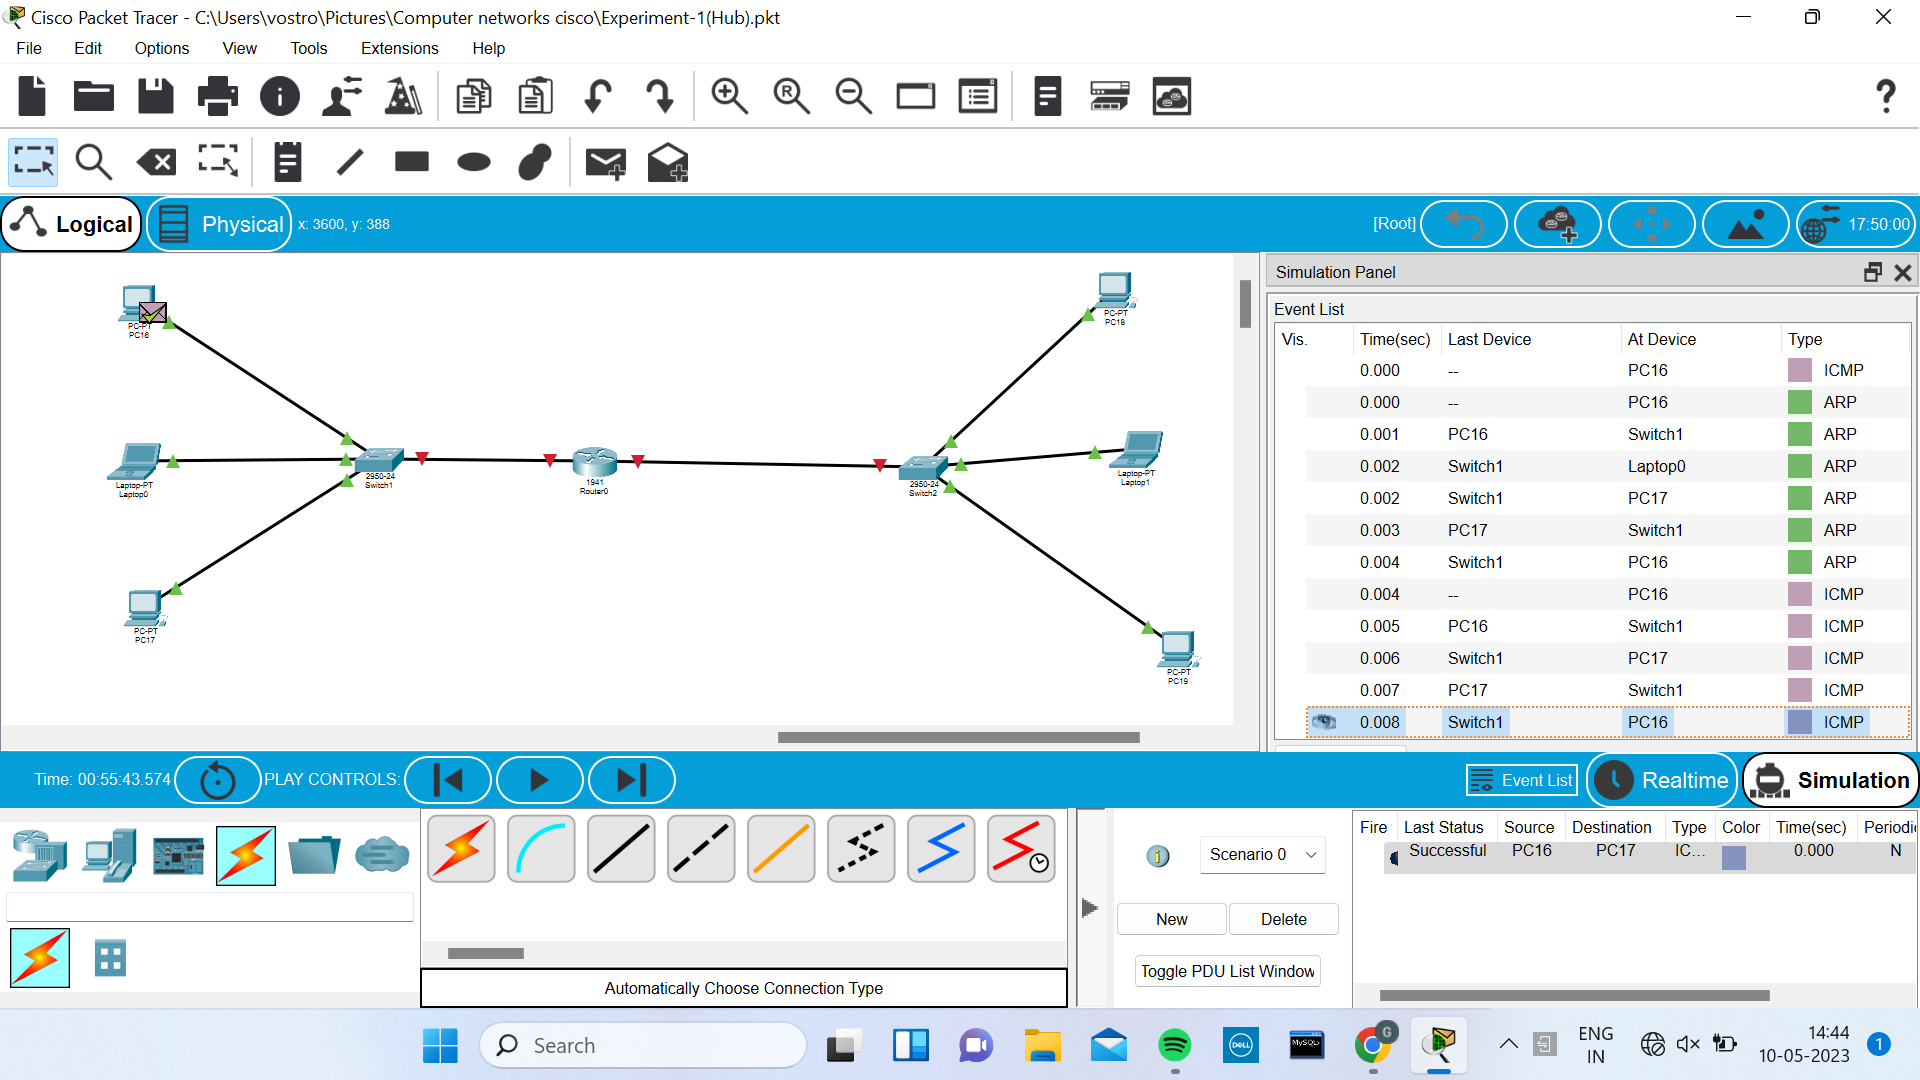 Cisco Packet Tracer - C:\Users\vostro\Pictures\Computer networks cisco\Experiment-1(Hub).pkt
File Edit Options View Tools Extensions Help
Logical Physical x: 3600, y: 388 [Root] 17:50:00
Simulation Panel
Event List
Vis. Time(sec) Last Device At Device Type
0.000 -- PC16 ICMP
0.000 -- PC16 ARP
0.001 PC16 Switch1 ARP
0.002 Switch1 Laptop0 ARP
0.002 Switch1 PC17 ARP
0.003 PC17 Switch1 ARP
0.004 Switch1 PC16 ARP
0.004 -- PC16 ICMP
0.005 PC16 Switch1 ICMP
0.006 Switch1 PC17 ICMP
0.007 PC17 Switch1 ICMP
0.008 Switch1 PC16 ICMP
PC-PT
PC16
PC-PT
PC18
Laptop-PT
Laptop0
2950-24
Switch1
1941
Router0
2950-24
Switch2
Laptop-PT
Laptop1
PC-PT
PC17
PC-PT
PC19
Time: 00:55:43.574 PLAY CONTROLS: Event List Realtime Simulation
Scenario 0
New Delete
Toggle PDU List Window
Fire Last Status Source Destination Type Color Time(sec) Periodi
Successful PC16 PC17 IC... 0.000 N
Automatically Choose Connection Type
Search
DELL
MySQL
G
ENG
IN
14:44
10-05-2023
1